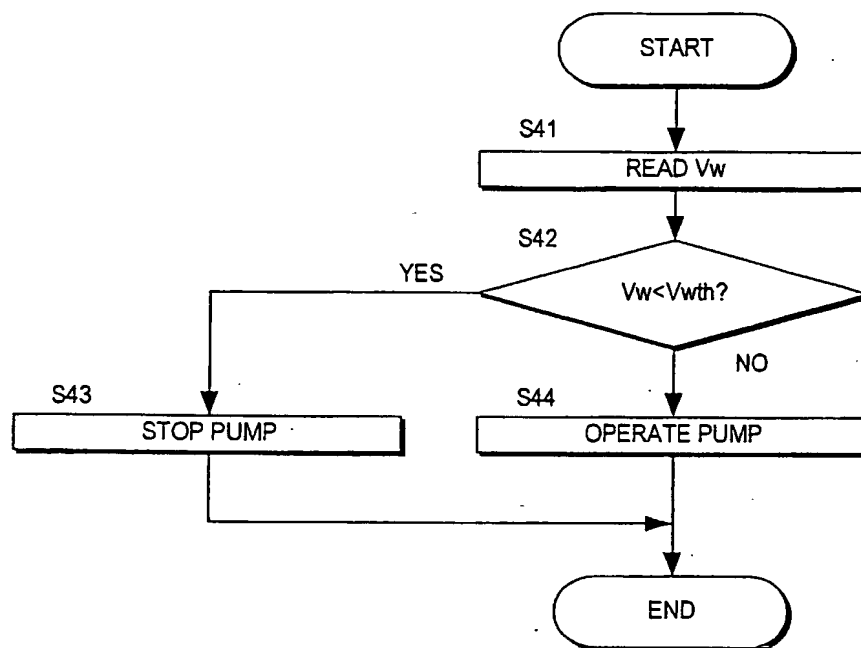 START
S41
READ Vw
S42
YES
Vw<Vwth?
NO
S43
STOP PUMP
S44
OPERATE PUMP
END